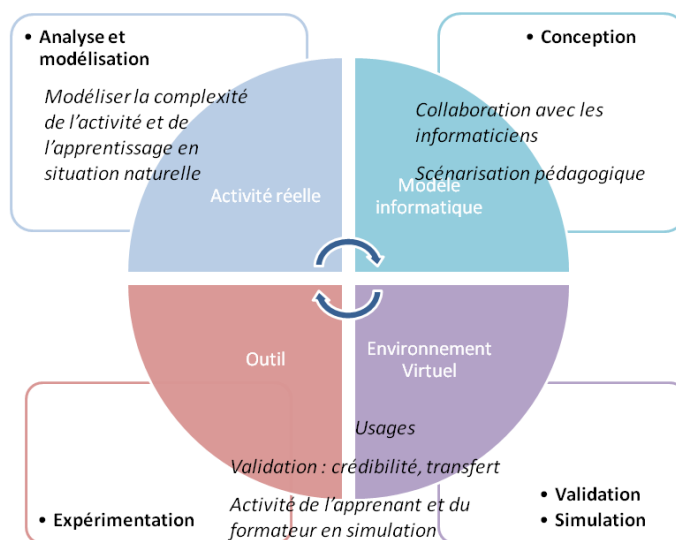 • Analyse et
modélisation
Modéliser la complexité
de l'activité et de
l'apprentissage en
situation naturelle
Activité réelle
• Conception
Collaboration avec les
informaticiens
Scénarisation pédagogique
Modèle
informatique
Outil
Environnement
Virtuel
Usages
Validation : crédibilité, transfert
Activité de l'apprenant et du
formateur en simulation
• Expérimentation
• Validation
• Simulation